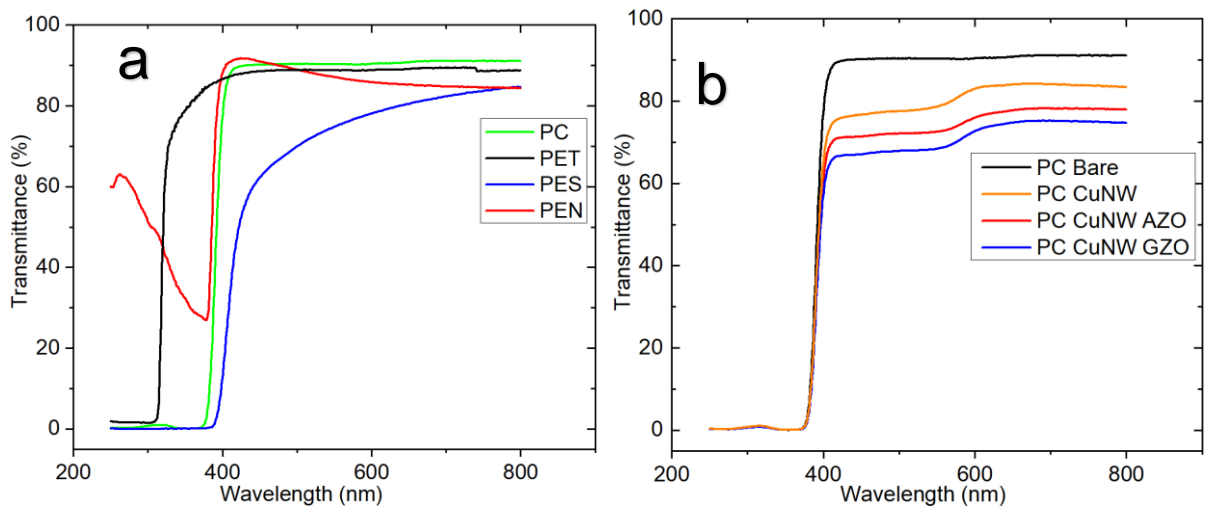 a
100
80
60
40
20
0
Transmittance (%)
200
400
600
800
Wavelength (nm)
PC
PET
PES
PEN
b
100
80
60
40
20
0
Transmittance (%)
200
400
600
800
Wavelength (nm)
PC Bare
PC CuNW
PC CuNW AZO
PC CuNW GZO